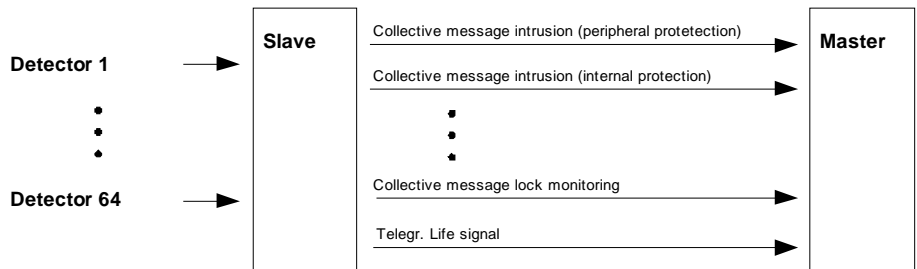 Collective message intrusion (peripheral protetection)
Slave
Master
Detector 1
Collective message intrusion (internal protection)
Collective message lock monitoring
Detector 64
Telegr. Life signal